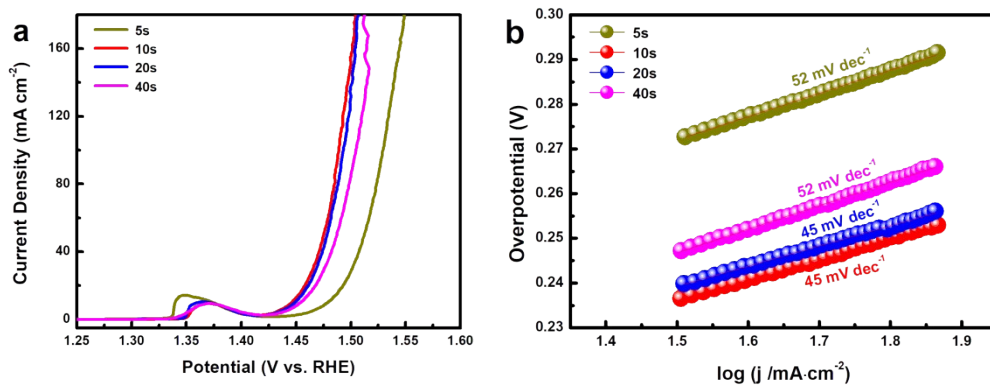 a
5s
10s
20s
40s
160
120
80
40
0
1.25
1.30
1.35
1.40
1.45
1.50
1.55
1.60
Current Density (mA cm⁻²)
Potential (V vs. RHE)
b
5s
10s
20s
40s
52 mV dec⁻¹
52 mV dec⁻¹
45 mV dec⁻¹
45 mV dec⁻¹
0.30
0.29
0.28
0.27
0.26
0.25
0.24
0.23
1.4
1.5
1.6
1.7
1.8
1.9
Overpotential (V)
log (j /mA·cm⁻²)